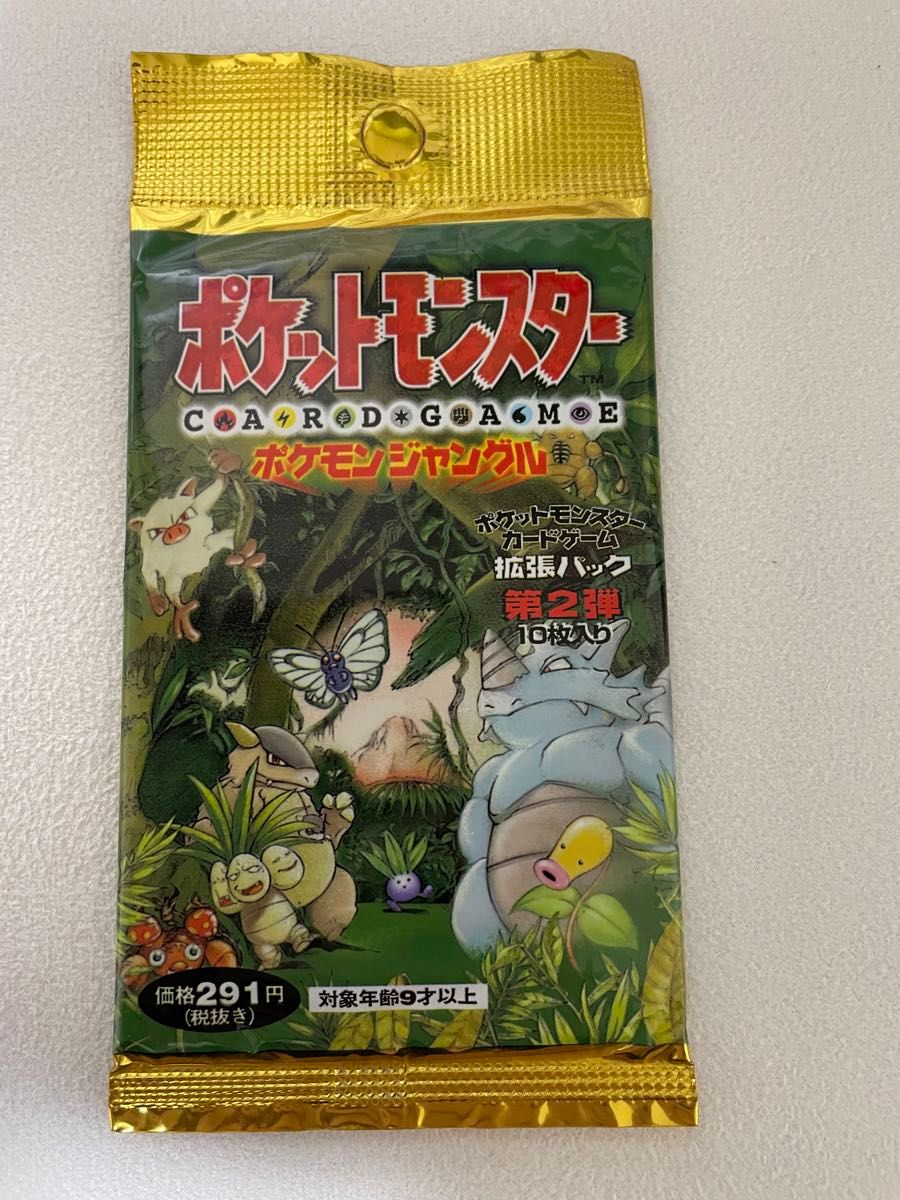 ポケットモンスター
TM
CARDGAME
ポケモンジャングル
ポケットモンスター
カードゲーム
拡張パック
第2弾
10枚入り
価格291円
(税抜き)
対象年齢9才以上